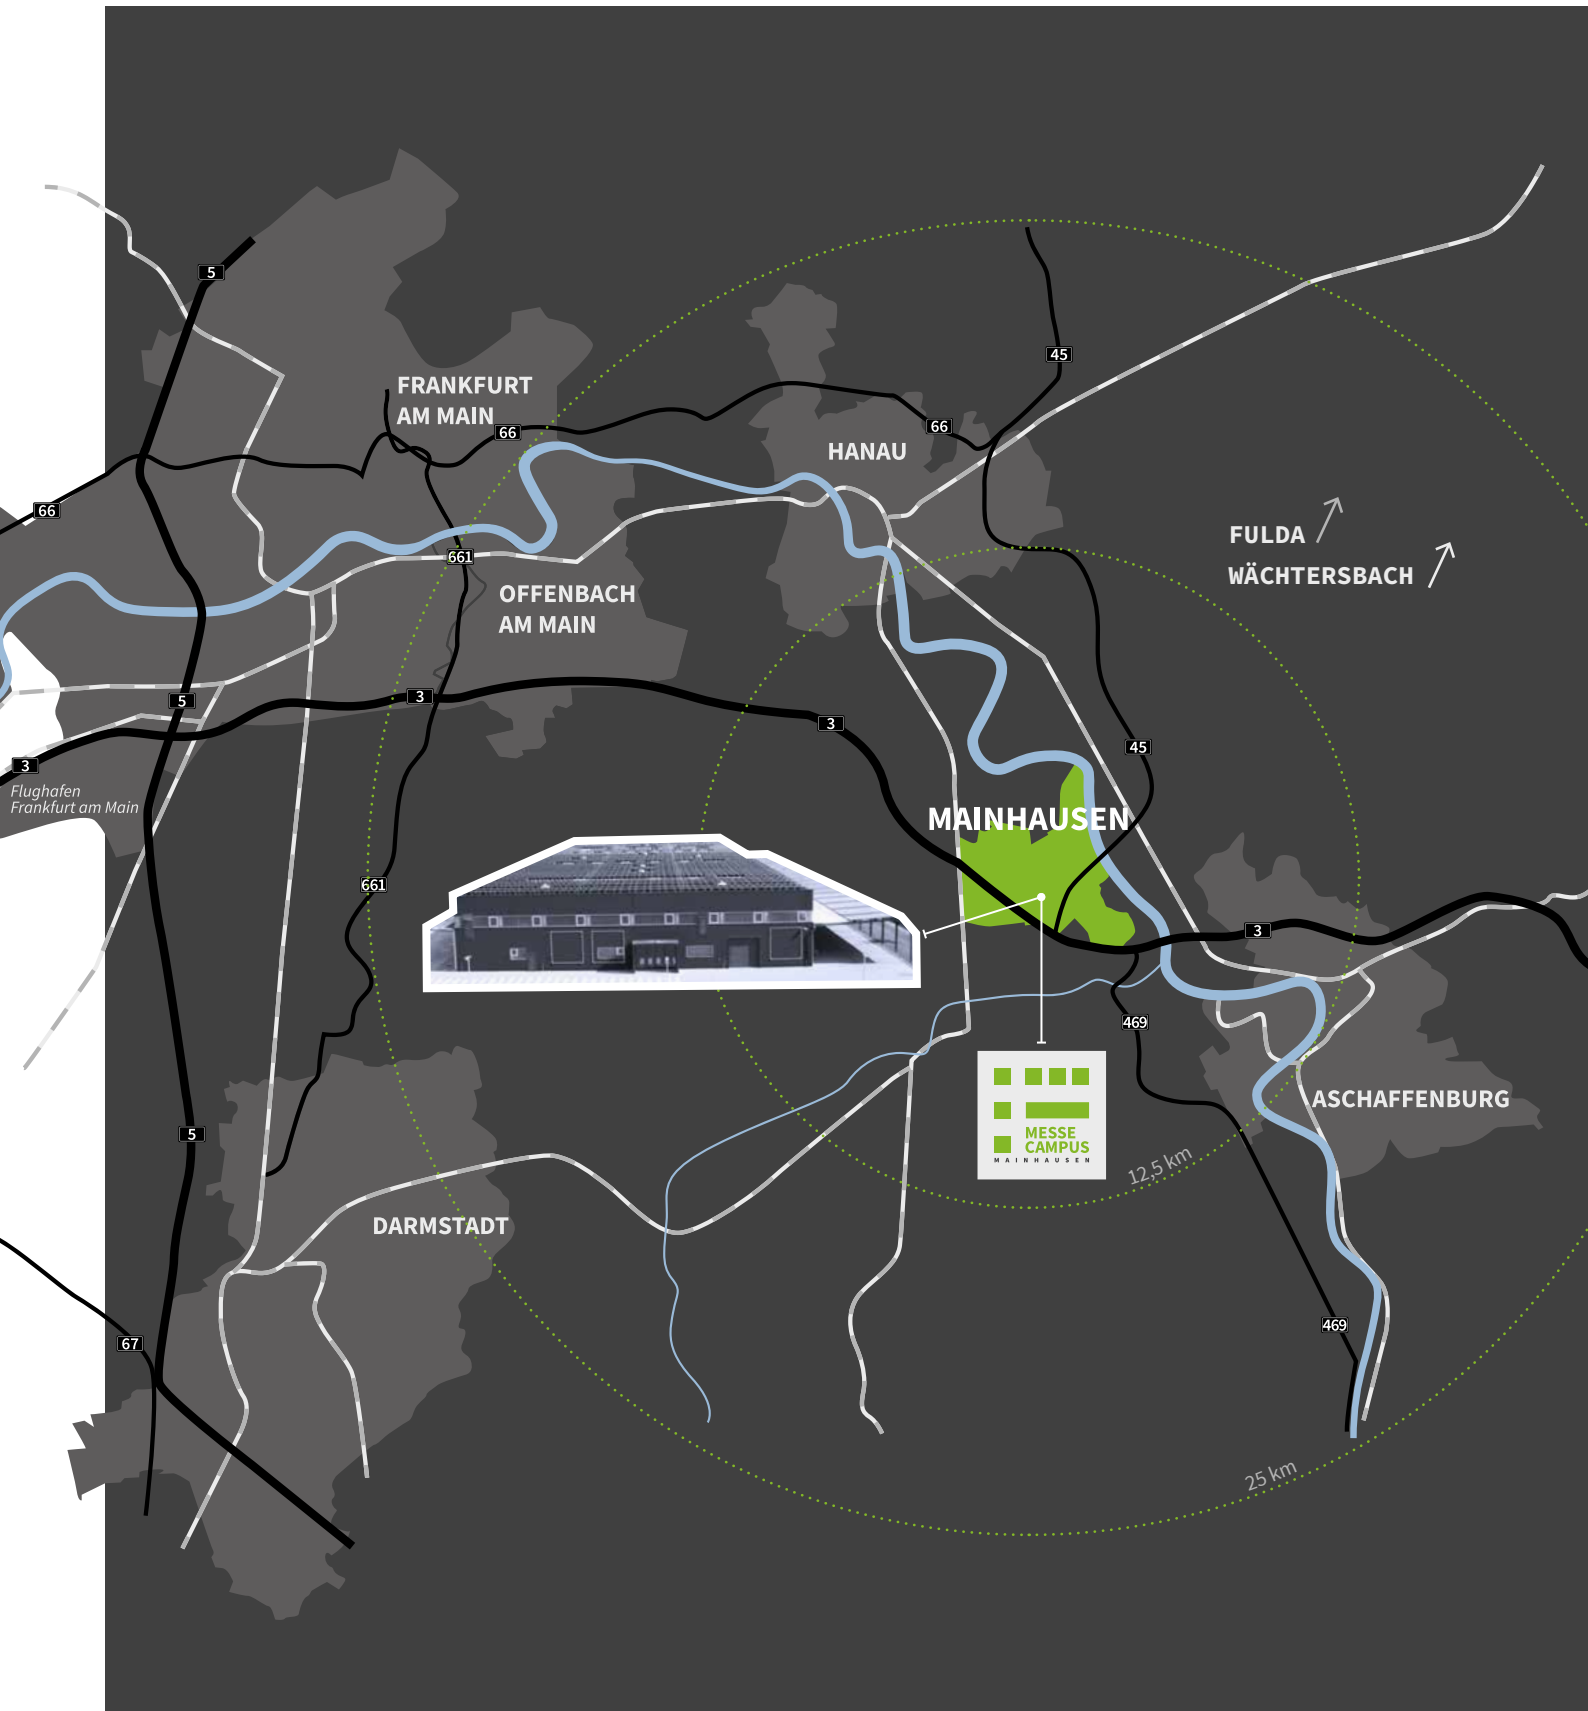 5
45
FRANKFURT
AM MAIN
66
66
HANAU
66
FULDA
WÄCHTERSBACH
661
OFFENBACH
AM MAIN
5
3
3
45
3
Flughafen
Frankfurt am Main
MAINHAUSEN
661
3
469
MESSE
CAMPUS
MAINHAUSEN
ASCHAFFENBURG
5
12,5 km
DARMSTADT
469
67
25 km